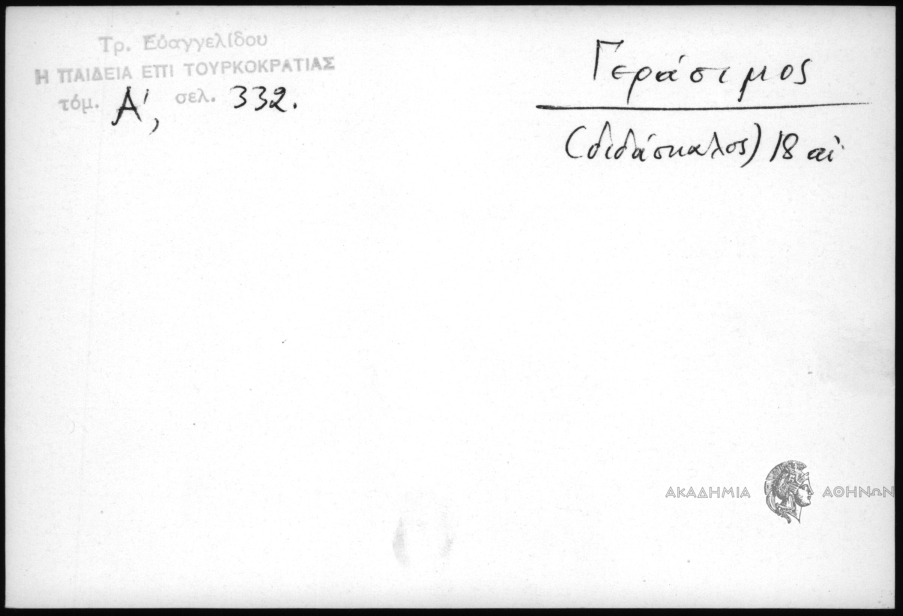 Τρ. Εὐαγγελίδου
Η ΠΑΙΔΕΙΑ ΕΠΙ ΤΟΥΡΚΟΚΡΑΤΙΑΣ
τόμ. Α', σελ. 332.
Γεράσιμος
(διδάσκαλος) 18 αἰ
ΑΚΑΔΗΜΙΑ ΑΘΗΝΩΝ